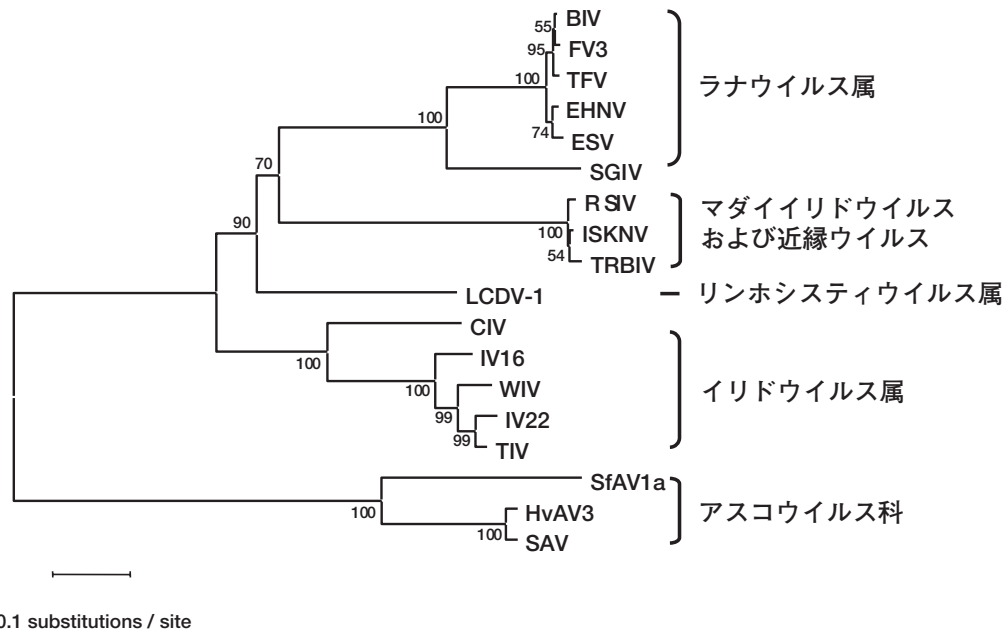 BIV
55
FV3
95
TFV
100
EHNV
74
ESV
100
SGIV
ラナウイルス属
70
RSIV
100
ISKNV
54
TRBIV
マダイイリドウイルス
および近縁ウイルス
90
LCDV-1
リンホシスティウイルス属
CIV
100
IV16
100
WIV
99
IV22
99
TIV
イリドウイルス属
SfAV1a
100
HvAV3
100
SAV
アスコウイルス科
0.1 substitutions / site